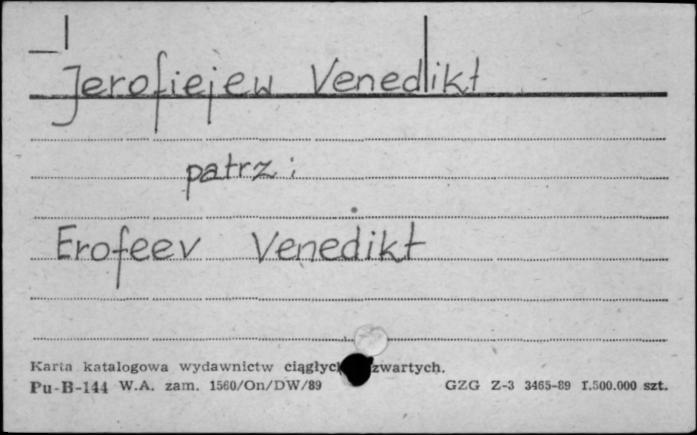 Jerofiejew Venedikt
patrz:
Erofeev Venedikt
Karta katalogowa wydawnictw ciągłych zwartych.
Pu-B-144 W.A. zam. 1560/On/DW/89 GZG Z-3 3465-89 1.500.000 szt.